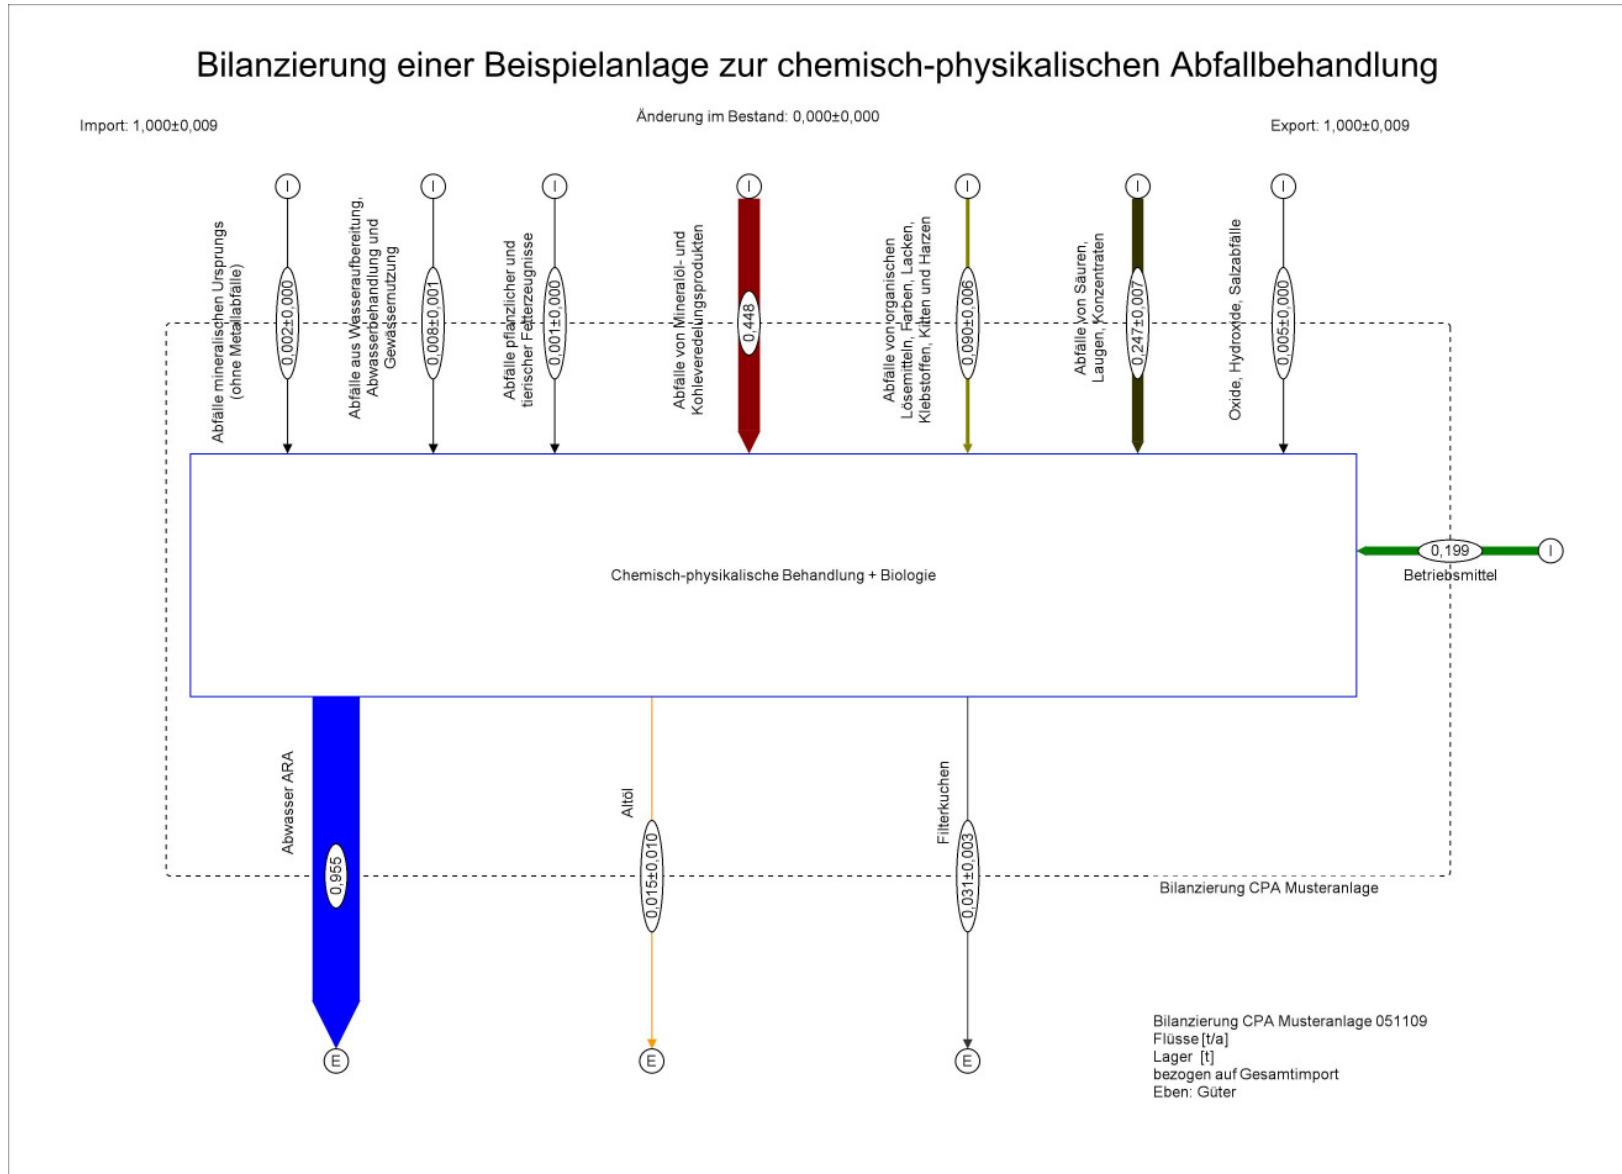 Bilanzierung einer Beispielanlage zur chemisch-physikalischen Abfallbehandlung
Import: 1,000±0,009
Änderung im Bestand: 0,000±0,000
Export: 1,000±0,009
I
I
I
I
I
I
I
Abfälle mineralischen Ursprungs
(ohne Metallabfälle)
0,002±0,000
Abfälle aus Wasseraufbereitung,
Abwasserbehandlung und
Gewässernutzung
0,008±0,001
Abfälle pflanzlicher und
tierischer Fetterzeugnisse
0,001±0,000
Abfälle von Mineralöl- und
Kohleveredelungsprodukten
0,448
Abfälle von organischen
Lösemitteln, Farben, Lacken,
Klebstoffen, Kitten und Harzen
0,090±0,006
Abfälle von Säuren,
Laugen, Konzentraten
0,247±0,007
Oxide, Hydroxide, Salzabfälle
0,005±0,000
0,199
I
Betriebsmittel
Chemisch-physikalische Behandlung + Biologie
Abwasser ARA
0,955
Altöl
0,015±0,010
Filterkuchen
0,031±0,003
Bilanzierung CPA Musteranlage
E
E
E
Bilanzierung CPA Musteranlage 051109
Flüsse [t/a]
Lager [t]
bezogen auf Gesamtimport
Eben: Güter